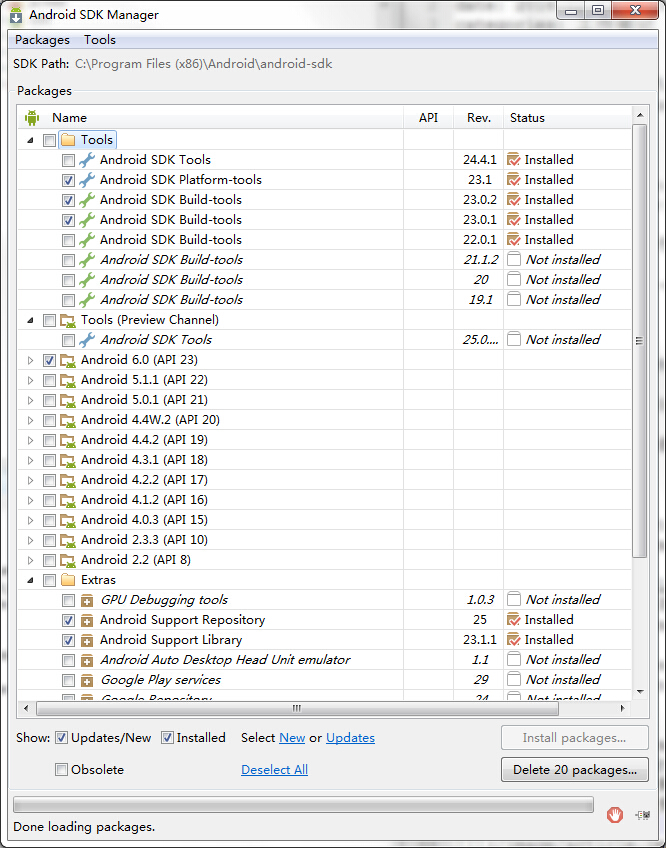 Android SDK Manager
Packages Tools
SDK Path: C:\Program Files (x86)\Android\android-sdk
Packages
Name API Rev. Status
Tools
Android SDK Tools 24.4.1 Installed
Android SDK Platform-tools 23.1 Installed
Android SDK Build-tools 23.0.2 Installed
Android SDK Build-tools 23.0.1 Installed
Android SDK Build-tools 22.0.1 Installed
Android SDK Build-tools 21.1.2 Not installed
Android SDK Build-tools 20 Not installed
Android SDK Build-tools 19.1 Not installed
Tools (Preview Channel)
Android SDK Tools 25.0.... Not installed
Android 6.0 (API 23)
Android 5.1.1 (API 22)
Android 5.0.1 (API 21)
Android 4.4W.2 (API 20)
Android 4.4.2 (API 19)
Android 4.3.1 (API 18)
Android 4.2.2 (API 17)
Android 4.1.2 (API 16)
Android 4.0.3 (API 15)
Android 2.3.3 (API 10)
Android 2.2 (API 8)
Extras
GPU Debugging tools 1.0.3 Not installed
Android Support Repository 25 Installed
Android Support Library 23.1.1 Installed
Android Auto Desktop Head Unit emulator 1.1 Not installed
Google Play services 29 Not installed
Google Repository 24 Not installed
Show: Updates/New Installed Select New or Updates Install packages...
Obsolete Deselect All Delete 20 packages...
Done loading packages.